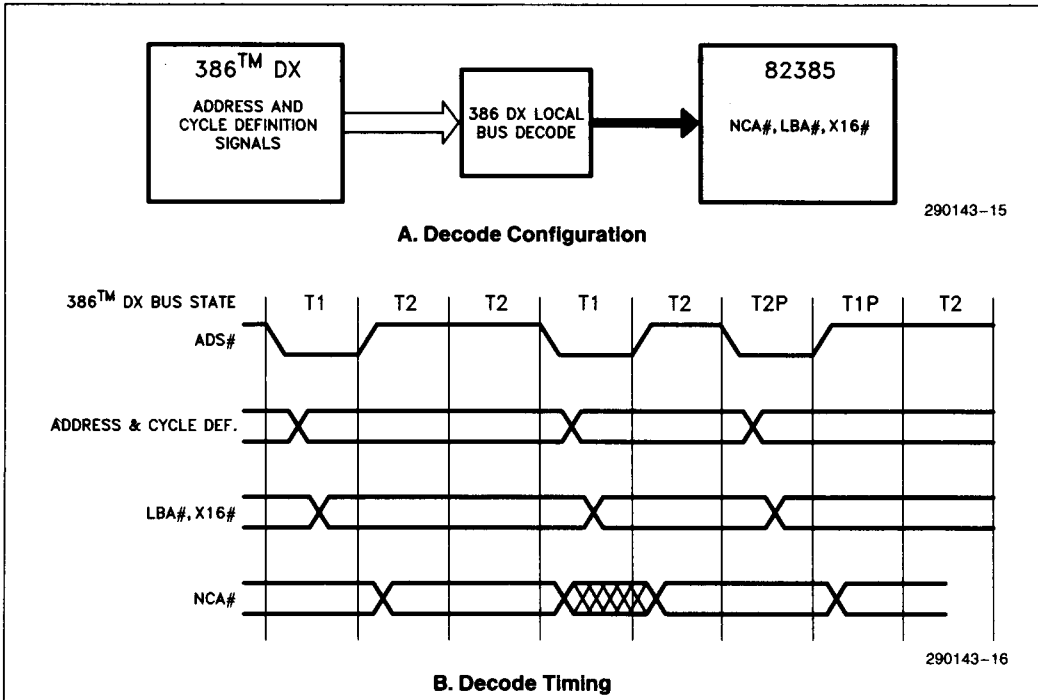 386™ DX
ADDRESS AND
CYCLE DEFINITION
SIGNALS
386 DX LOCAL
BUS DECODE
82385
NCA#, LBA#, X16#
290143-15
A. Decode Configuration
386™ DX BUS STATE T1 T2 T2 T1 T2 T2P T1P T2
ADS#
ADDRESS & CYCLE DEF.
LBA#, X16#
NCA#
290143-16
B. Decode Timing